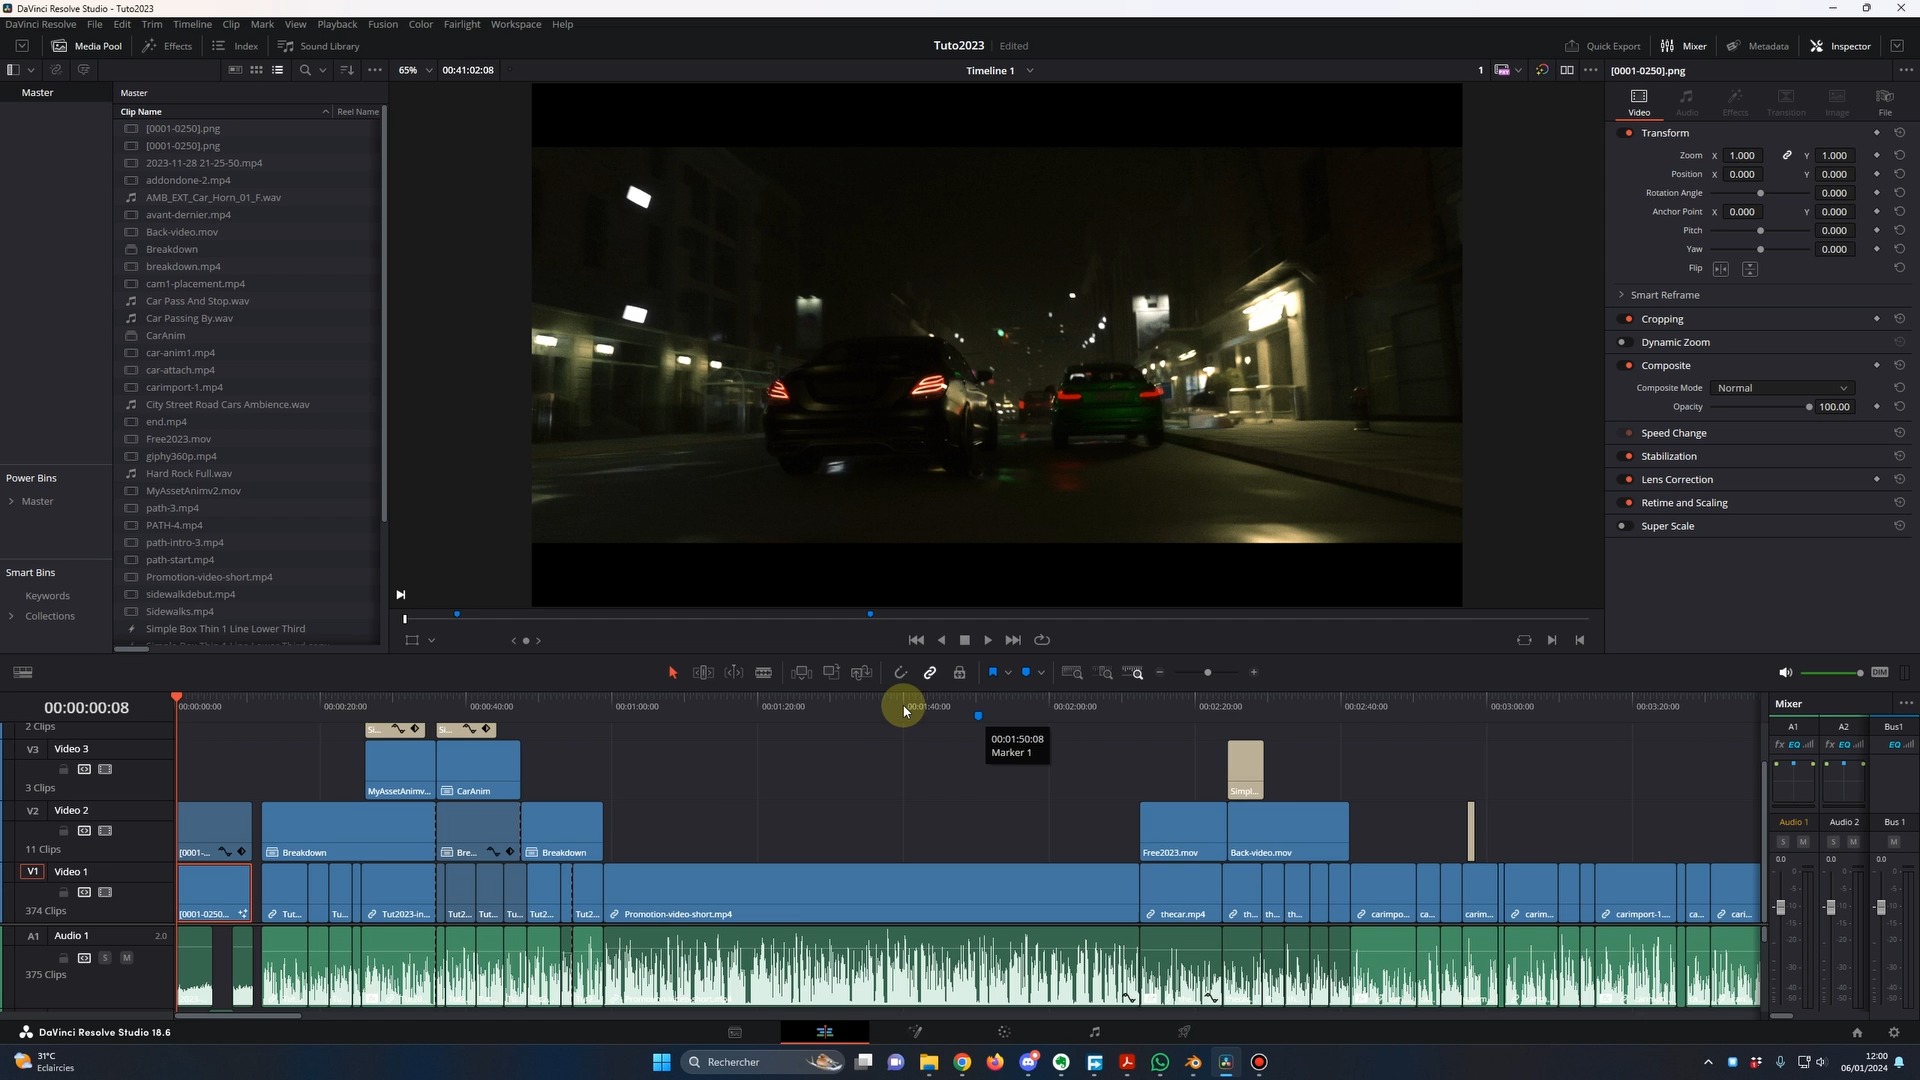 DaVinci Resolve Studio - Tuto2023
DaVinci Resolve File Edit Trim Timeline Clip Mark View Playback Fusion Color Fairlight Workspace Help
Media Pool Effects Index Sound Library
Tuto2023 Edited
Quick Export Mixer Metadata Inspector
65% 00:41:02:08
Timeline 1
1
[0001-0250].png
Master
Master
Clip Name Reel Name
[0001-0250].png
[0001-0250].png
2023-11-28 21-25-50.mp4
addondone-2.mp4
AMB_EXT_Car_Horn_01_F.wav
avant-dernier.mp4
Back-video.mov
Breakdown
breakdown.mp4
cam1-placement.mp4
Car Pass And Stop.wav
Car Passing By.wav
CarAnim
car-anim1.mp4
car-attach.mp4
carimport-1.mp4
City Street Road Cars Ambience.wav
end.mp4
Free2023.mov
giphy360p.mp4
Hard Rock Full.wav
MyAssetAnimv2.mov
path-3.mp4
PATH-4.mp4
path-intro-3.mp4
path-start.mp4
Promotion-video-short.mp4
sidewalkdebut.mp4
Sidewalks.mp4
Simple Box Thin 1 Line Lower Third
Power Bins
Master
Smart Bins
Keywords
Collections
Video Audio Effects Transition Image File
Transform
Zoom X 1.000 Y 1.000
Position X 0.000 Y 0.000
Rotation Angle 0.000
Anchor Point X 0.000 Y 0.000
Pitch 0.000
Yaw 0.000
Flip
Smart Reframe
Cropping
Dynamic Zoom
Composite
Composite Mode Normal
Opacity 100.00
Speed Change
Stabilization
Lens Correction
Retime and Scaling
Super Scale
DIM
00:00:00:08
00:00:00:00 00:00:20:00 00:00:40:00 00:01:00:00 00:01:20:00 00:01:40:00 00:02:00:00 00:02:20:00 00:02:40:00 00:03:00:00 00:03:20:00
00:01:50:08
Marker 1
2 Clips
Si... Si...
V3 Video 3
3 Clips
MyAssetAnimv... CarAnim Simpl...
V2 Video 2
11 Clips
[0001-... Breakdown Bre... Breakdown Free2023.mov Back-video.mov
V1 Video 1
374 Clips
[0001-0250... Tut... Tu... Tut2023-in... Tut2... Tut... Tu... Tut2... Tut2... Promotion-video-short.mp4 thecar.mp4 th... th... th... carimpo... ca... carim... carim... carimport-1.... ca... cari...
A1 Audio 1 2.0
S M
375 Clips
Mixer
A1 A2 Bus1
fx EQ fx EQ EQ
Audio 1 Audio 2 Bus 1
S M S M M
0.0 0.0 0.0
DaVinci Resolve Studio 18.6
31°C
Eclaircies
Rechercher
12:00
06/01/2024